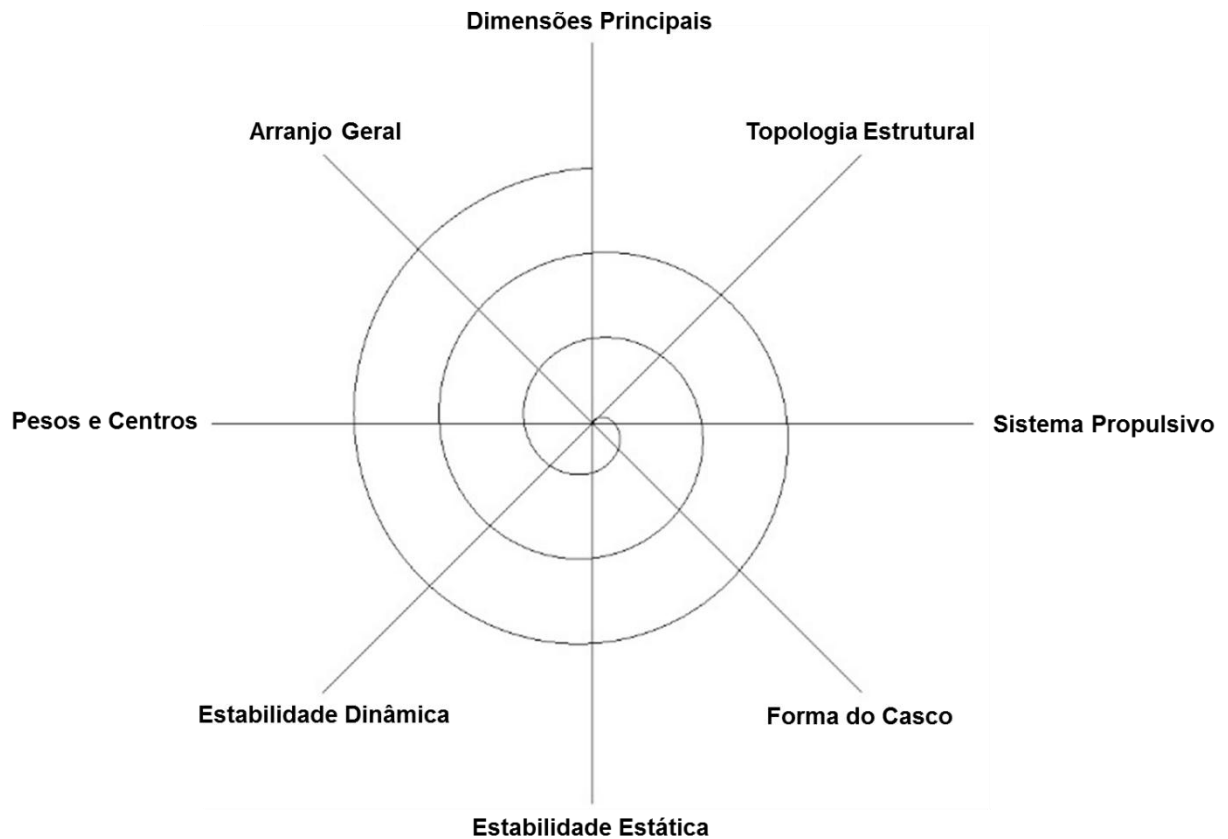 Dimensões Principais
Arranjo Geral
Topologia Estrutural
Pesos e Centros
Sistema Propulsivo
Estabilidade Dinâmica
Forma do Casco
Estabilidade Estática